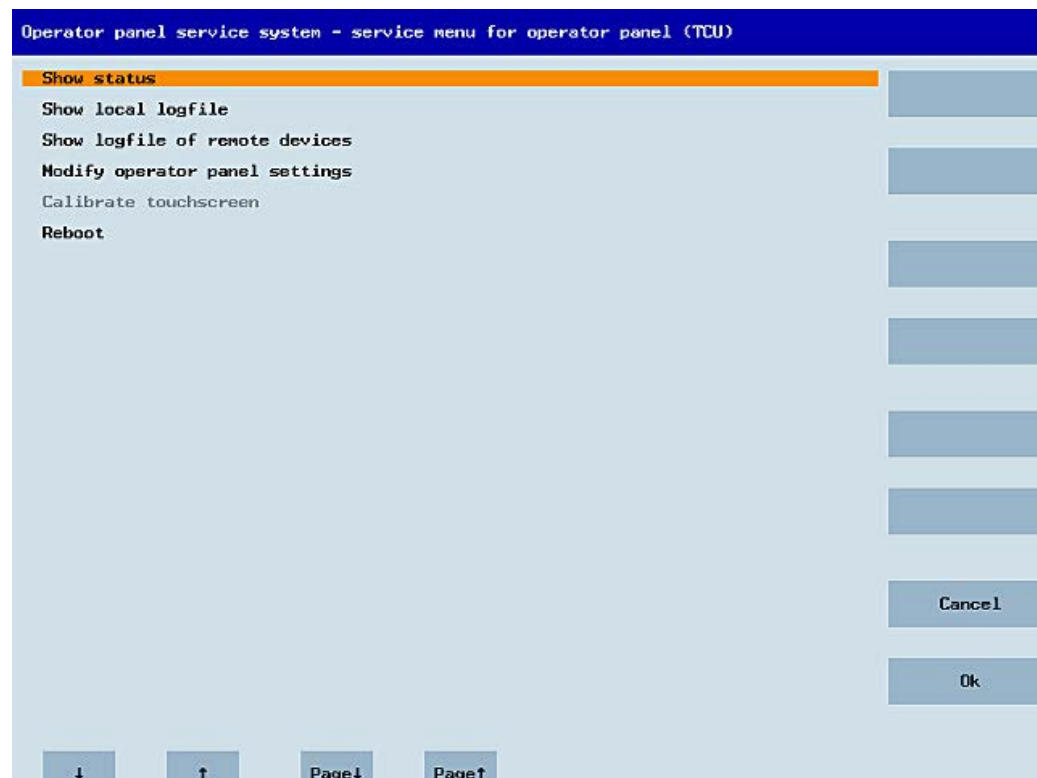 Operator panel service system - service menu for operator panel (TCU)
Show status
Show local logfile
Show logfile of remote devices
Modify operator panel settings
Calibrate touchscreen
Reboot
Cancel
Ok
↓ ↑ Page↓ Page↑